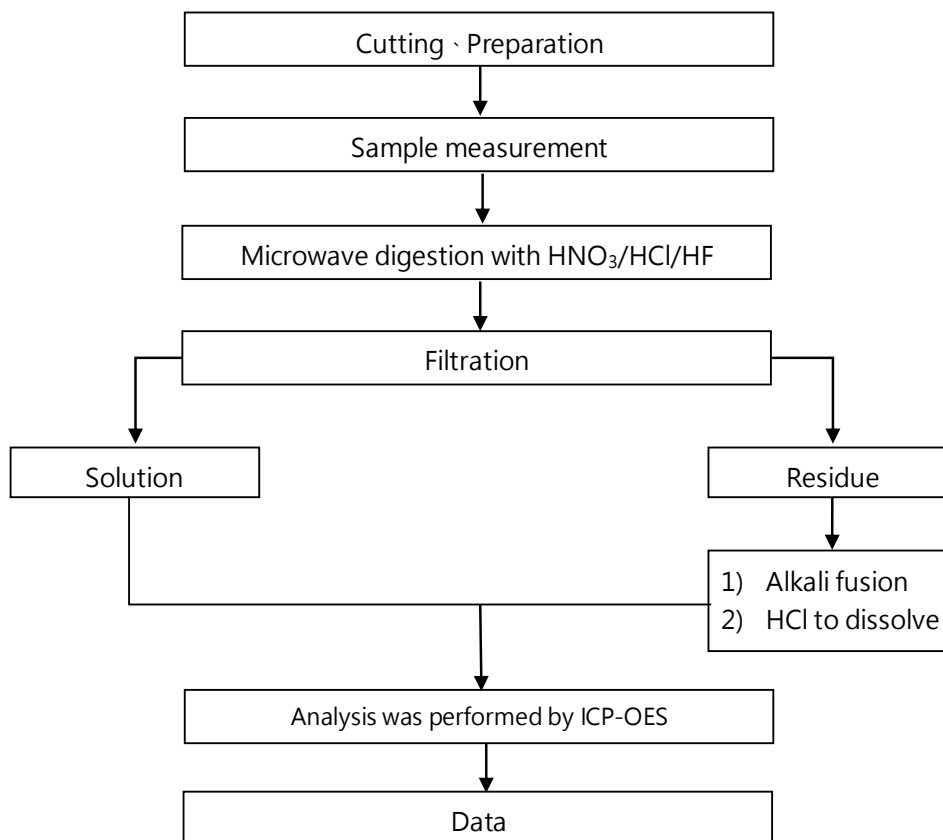 Cutting、Preparation
Sample measurement
Microwave digestion with HNO₃/HCl/HF
Filtration
Solution
Residue
1) Alkali fusion
2) HCl to dissolve
Analysis was performed by ICP-OES
Data